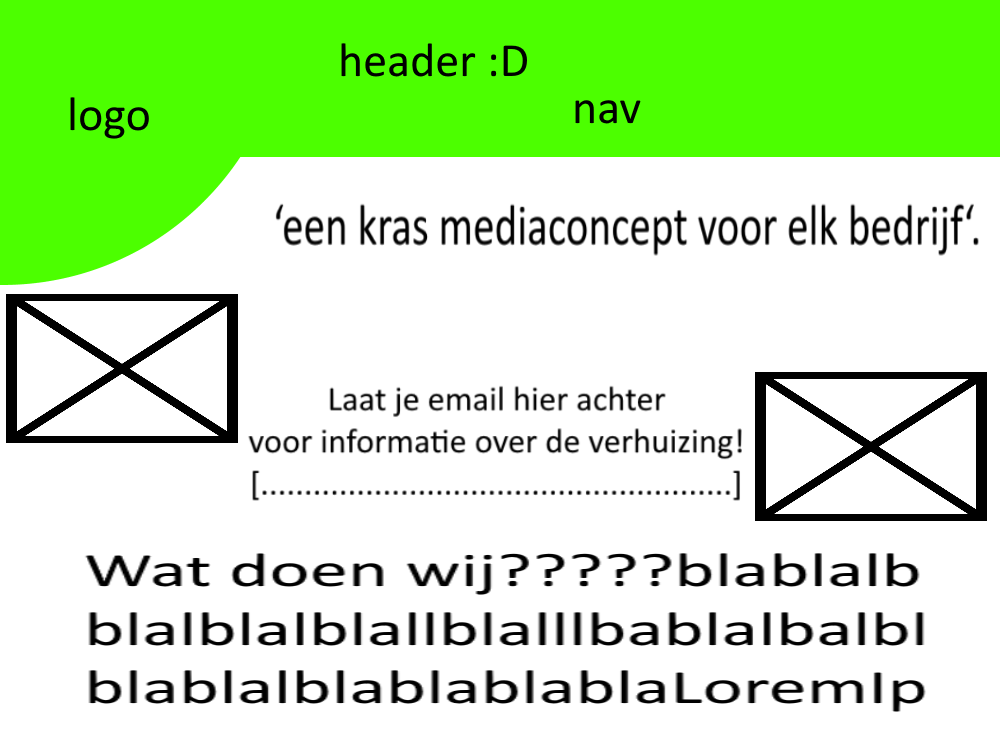 header :D
logo
nav
‘een kras mediaconcept voor elk bedrijf‘.
Laat je email hier achter
voor informatie over de verhuizing!
[......................................................]
Wat doen wij?????blablalb
blalblalblallblalllbablalbalbl
blablalblablablablaLoremIp